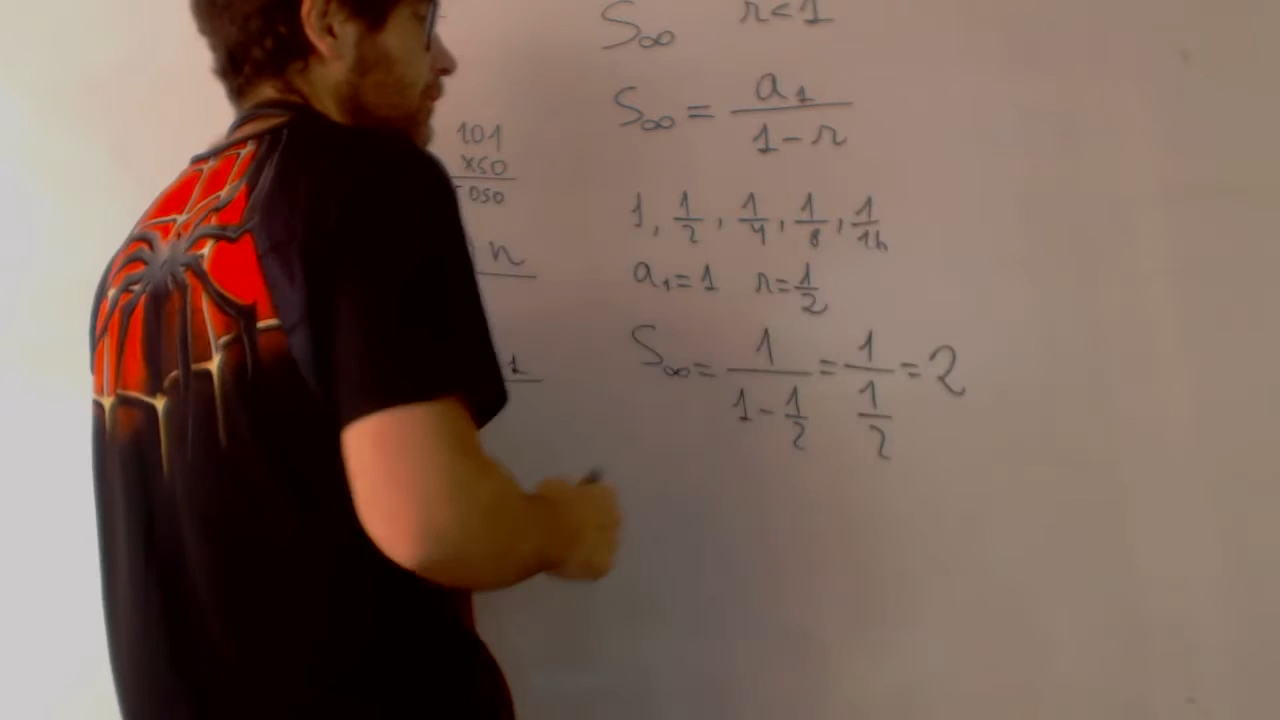 S∞ r<1
S∞ = a₁/(1-r)
1, 1/2, 1/4, 1/8, 1/16
a₁=1 r=1/2
S∞ = 1/(1-1/2) = 1/(1/2) = 2
101
x50
050
n
1